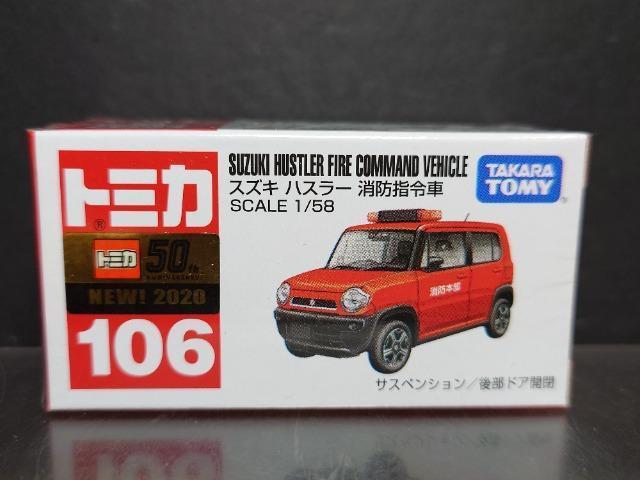 トミカ
®
トミカ 50th
ANNIVERSARY
NEW! 2020
106
SUZUKI HUSTLER FIRE COMMAND VEHICLE
スズキ ハスラー 消防指令車
SCALE 1/58
TAKARA
TOMY
消防本部
サスペンション／後部ドア開閉